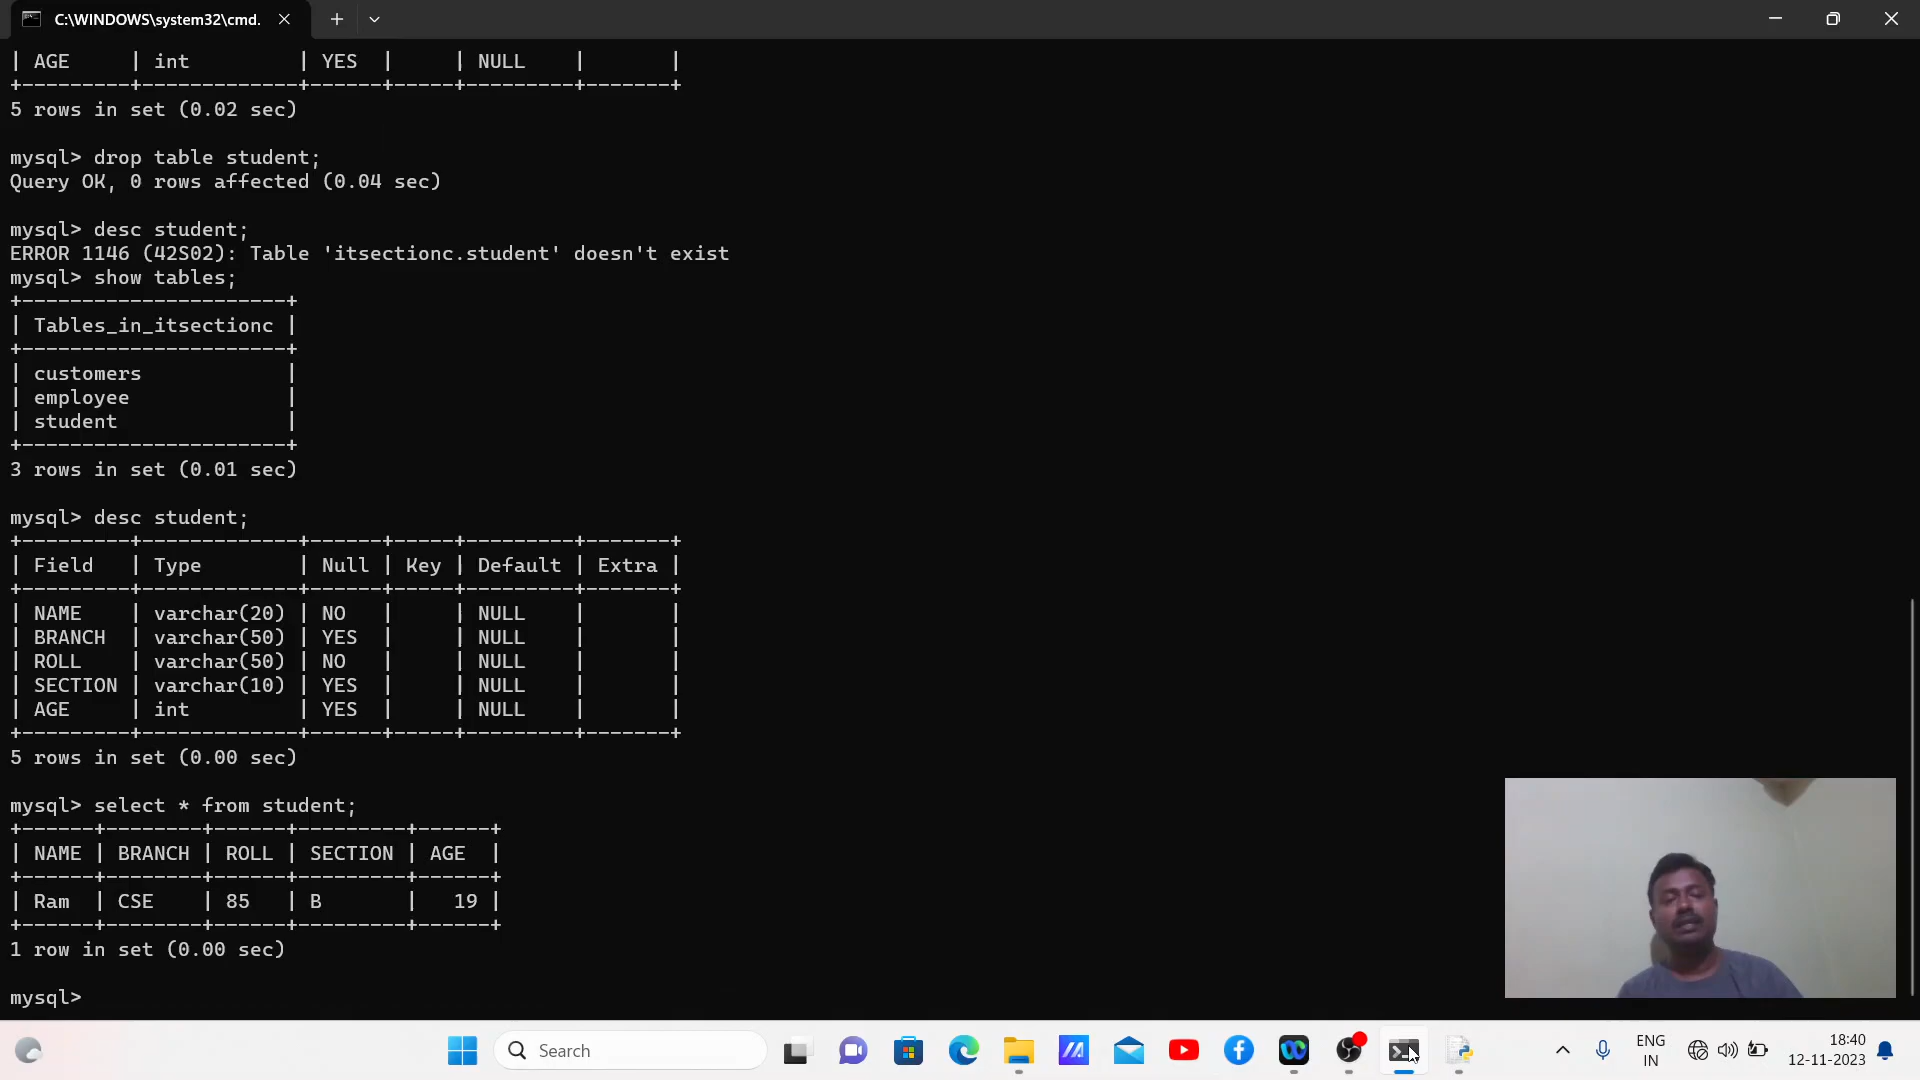 C:\WINDOWS\system32\cmd.
| AGE     | int         | YES  |     | NULL    |       |
+---------+-------------+------+-----+---------+-------+
5 rows in set (0.02 sec)
mysql> drop table student;
Query OK, 0 rows affected (0.04 sec)
mysql> desc student;
ERROR 1146 (42S02): Table 'itsectionc.student' doesn't exist
mysql> show tables;
+----------------------+
| Tables_in_itsectionc |
+----------------------+
| customers            |
| employee             |
| student              |
+----------------------+
3 rows in set (0.01 sec)
mysql> desc student;
+---------+-------------+------+-----+---------+-------+
| Field   | Type        | Null | Key | Default | Extra |
+---------+-------------+------+-----+---------+-------+
| NAME    | varchar(20) | NO   |     | NULL    |       |
| BRANCH  | varchar(50) | YES  |     | NULL    |       |
| ROLL    | varchar(50) | NO   |     | NULL    |       |
| SECTION | varchar(10) | YES  |     | NULL    |       |
| AGE     | int         | YES  |     | NULL    |       |
+---------+-------------+------+-----+---------+-------+
5 rows in set (0.00 sec)
mysql> select * from student;
+------+--------+------+---------+------+
| NAME | BRANCH | ROLL | SECTION | AGE  |
+------+--------+------+---------+------+
| Ram  | CSE    | 85   | B       |   19 |
+------+--------+------+---------+------+
1 row in set (0.00 sec)
mysql>
Search
ENG
IN
18:40
12-11-2023